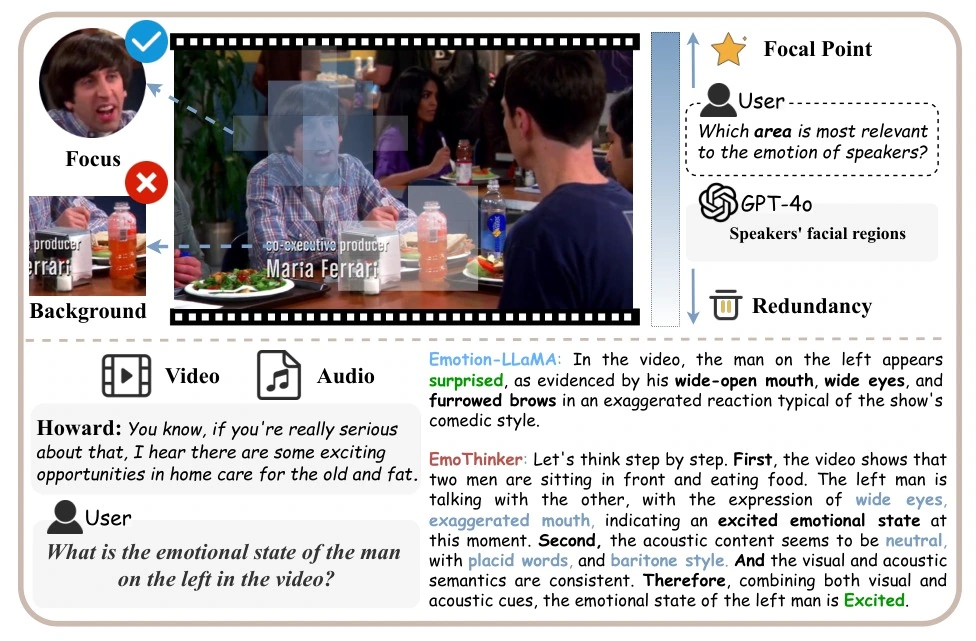 Focus
Background
co-executive producer
Maria Ferrari
producer
errari
Focal Point
User
Which area is most relevant
to the emotion of speakers?
GPT-4o
Speakers' facial regions
Redundancy
Video
Audio
Howard: You know, if you're really serious
about that, I hear there are some exciting
opportunities in home care for the old and fat.
User
What is the emotional state of the man
on the left in the video?
Emotion-LLaMA: In the video, the man on the left appears
surprised, as evidenced by his wide-open mouth, wide eyes, and
furrowed brows in an exaggerated reaction typical of the show's
comedic style.
EmoThinker: Let's think step by step. First, the video shows that
two men are sitting in front and eating food. The left man is
talking with the other, with the expression of wide eyes,
exaggerated mouth, indicating an excited emotional state at
this moment. Second, the acoustic content seems to be neutral,
with placid words, and baritone style. And the visual and acoustic
semantics are consistent. Therefore, combining both visual and
acoustic cues, the emotional state of the left man is Excited.